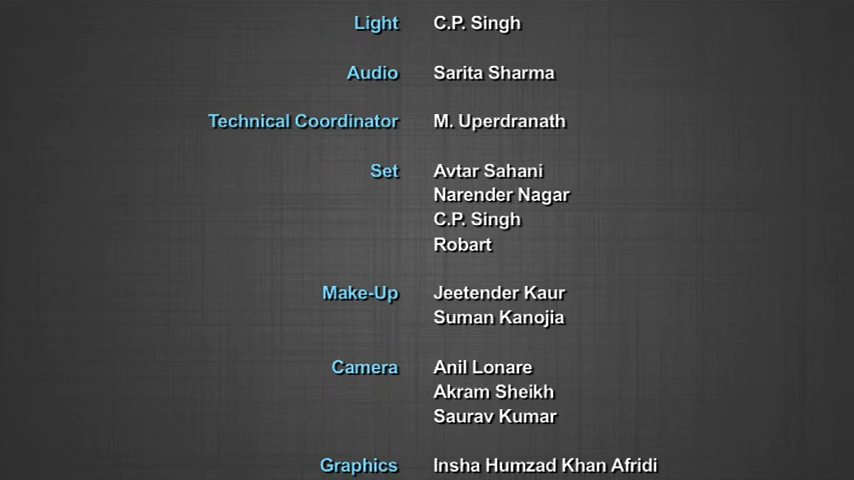 Light C.P. Singh
Audio Sarita Sharma
Technical Coordinator M. Uperdranath
Set Avtar Sahani
Narender Nagar
C.P. Singh
Robart
Make-Up Jeetender Kaur
Suman Kanojia
Camera Anil Lonare
Akram Sheikh
Saurav Kumar
Graphics Insha Humzad Khan Afridi